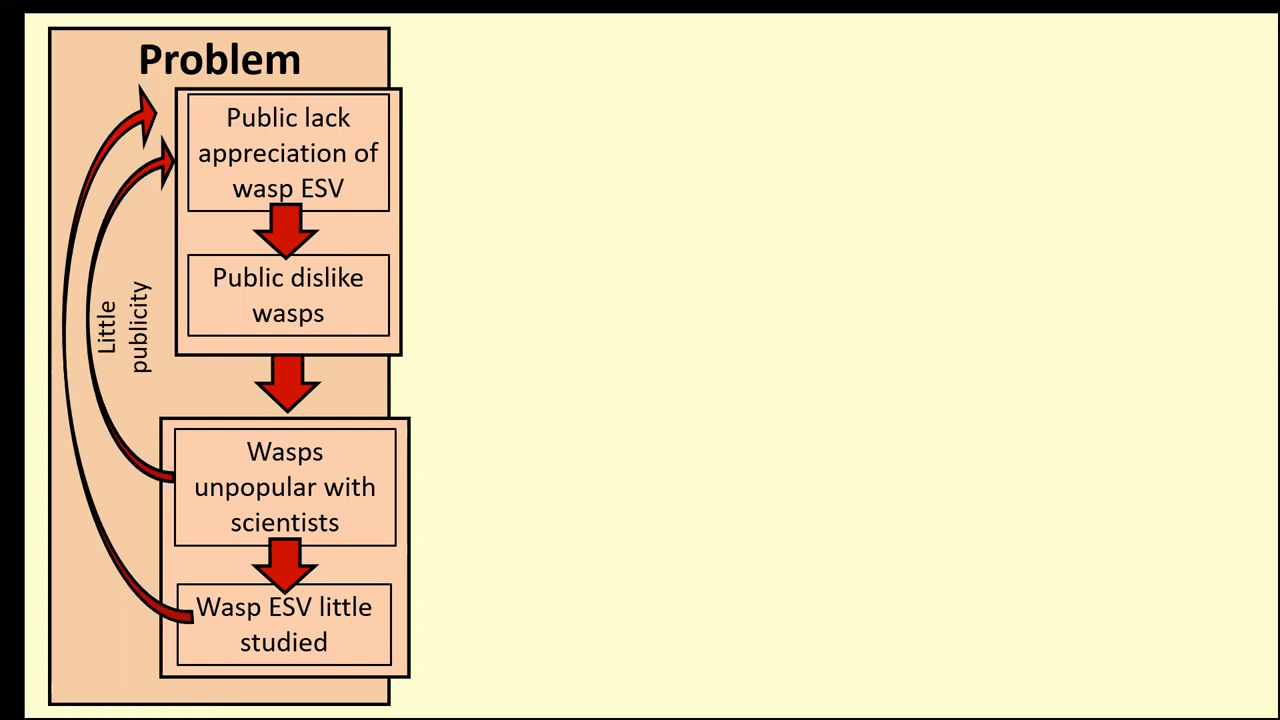 Problem
Public lack
appreciation of
wasp ESV
Public dislike
wasps
Little
publicity
Wasps
unpopular with
scientists
Wasp ESV little
studied